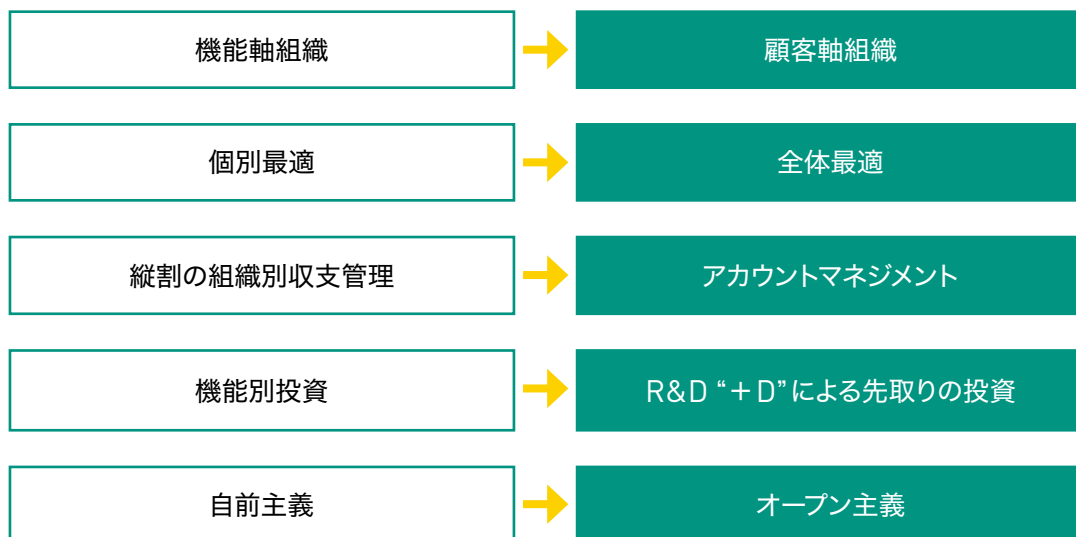 機能軸組織
顧客軸組織
個別最適
全体最適
縦割の組織別収支管理
アカウントマネジメント
機能別投資
R&D “＋D”による先取りの投資
自前主義
オープン主義